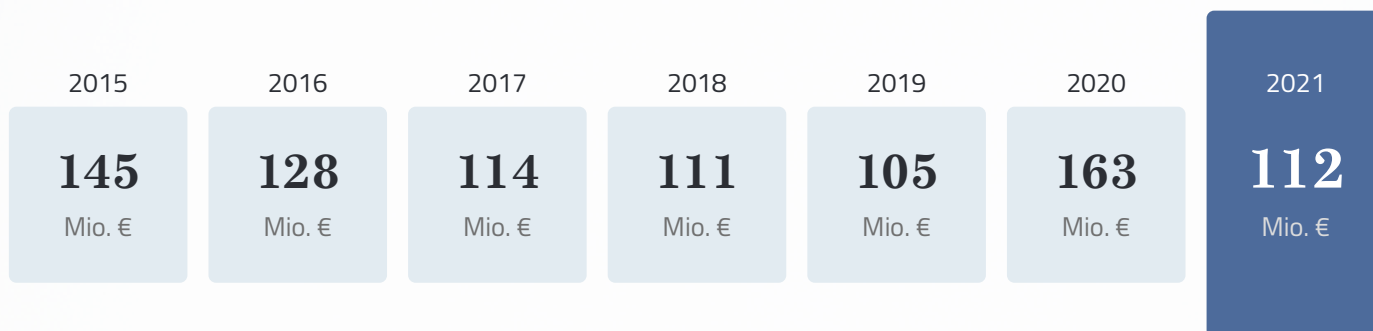 2015 2016 2017 2018 2019 2020 2021
145 128 114 111 105 163 112
Mio. € Mio. € Mio. € Mio. € Mio. € Mio. € Mio. €